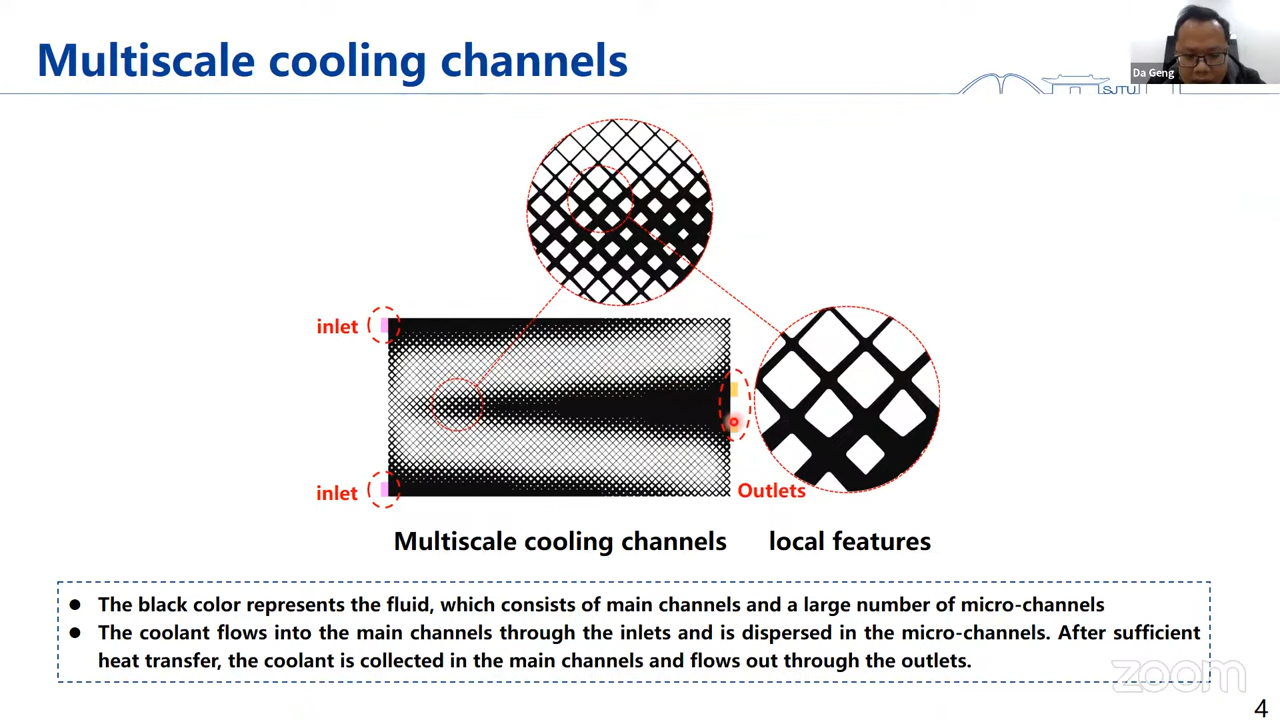 Multiscale cooling channels
Da Geng
SJTU
inlet
inlet
Outlets
Multiscale cooling channels
local features
● The black color represents the fluid, which consists of main channels and a large number of micro-channels
● The coolant flows into the main channels through the inlets and is dispersed in the micro-channels. After sufficient
heat transfer, the coolant is collected in the main channels and flows out through the outlets.
zoom
4